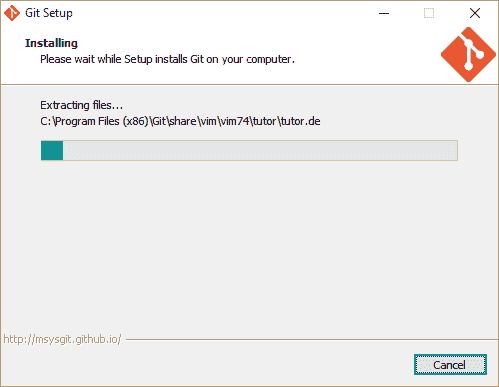 Git Setup
Installing
Please wait while Setup installs Git on your computer.
Extracting files...
C:\Program Files (x86)\Git\share\vim\vim74\tutor\tutor.de
http://msysgit.github.io/
Cancel